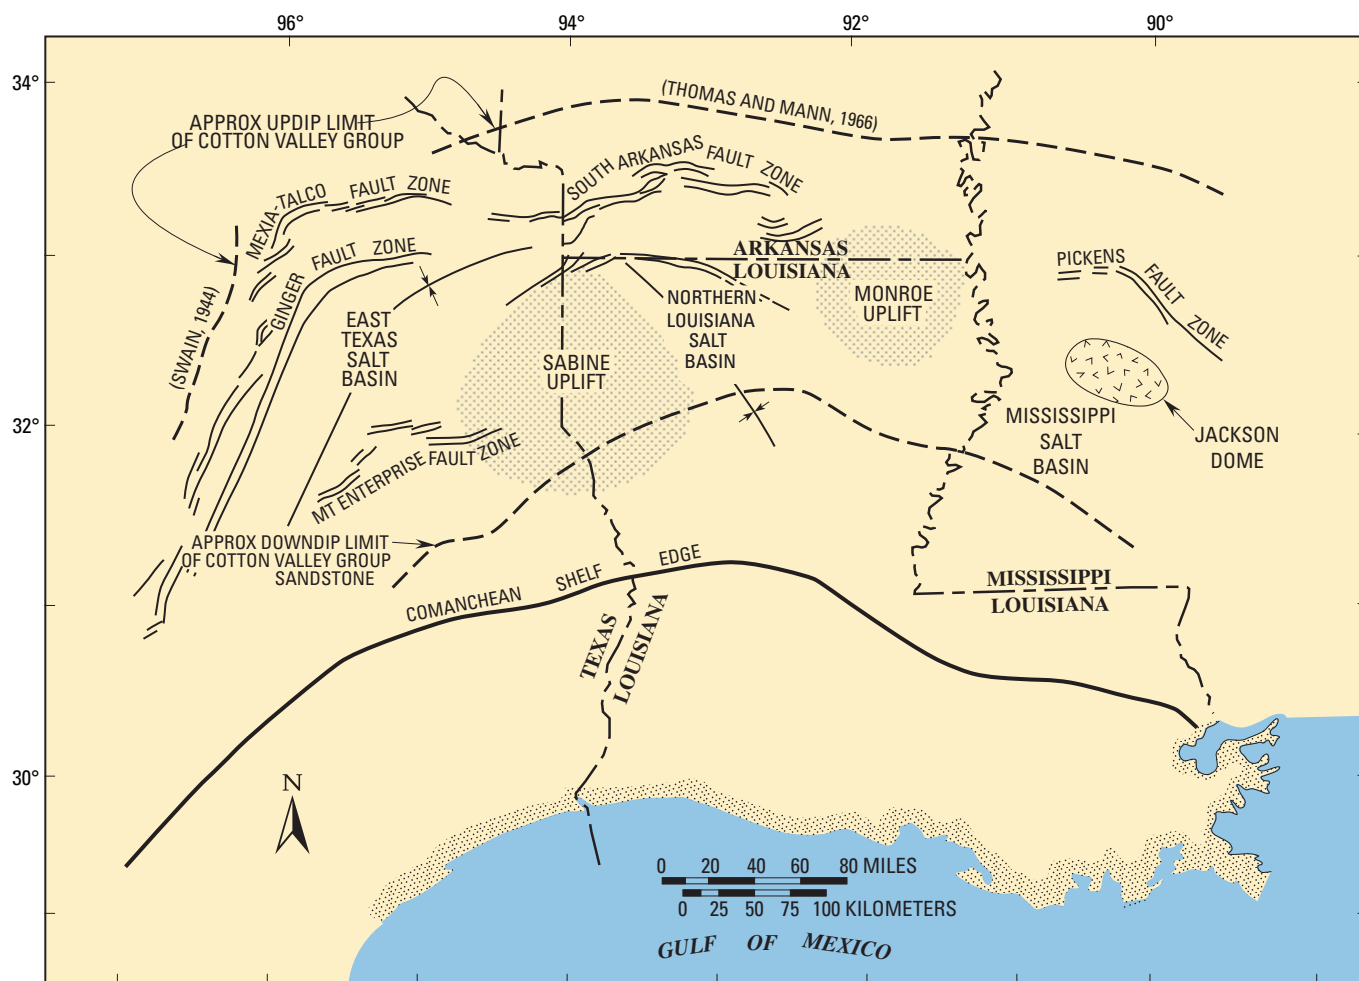 96°
94°
92°
90°
34°
32°
30°
(THOMAS AND MANN, 1966)
APPROX UPDIP LIMIT
OF COTTON VALLEY GROUP
SOUTH ARKANSAS FAULT ZONE
MEXIA-TALCO FAULT ZONE
GINGER FAULT ZONE
(SWAIN, 1944)
ARKANSAS
LOUISIANA
PICKENS FAULT ZONE
EAST
TEXAS
SALT
BASIN
SABINE
UPLIFT
NORTHERN
LOUISIANA
SALT
BASIN
MONROE
UPLIFT
MISSISSIPPI
SALT
BASIN
JACKSON
DOME
MT ENTERPRISE FAULT ZONE
APPROX DOWNDIP LIMIT
OF COTTON VALLEY GROUP
SANDSTONE
COMANCHEAN SHELF EDGE
MISSISSIPPI
LOUISIANA
TEXAS
LOUISIANA
N
0 20 40 60 80 MILES
0 25 50 75 100 KILOMETERS
GULF OF MEXICO